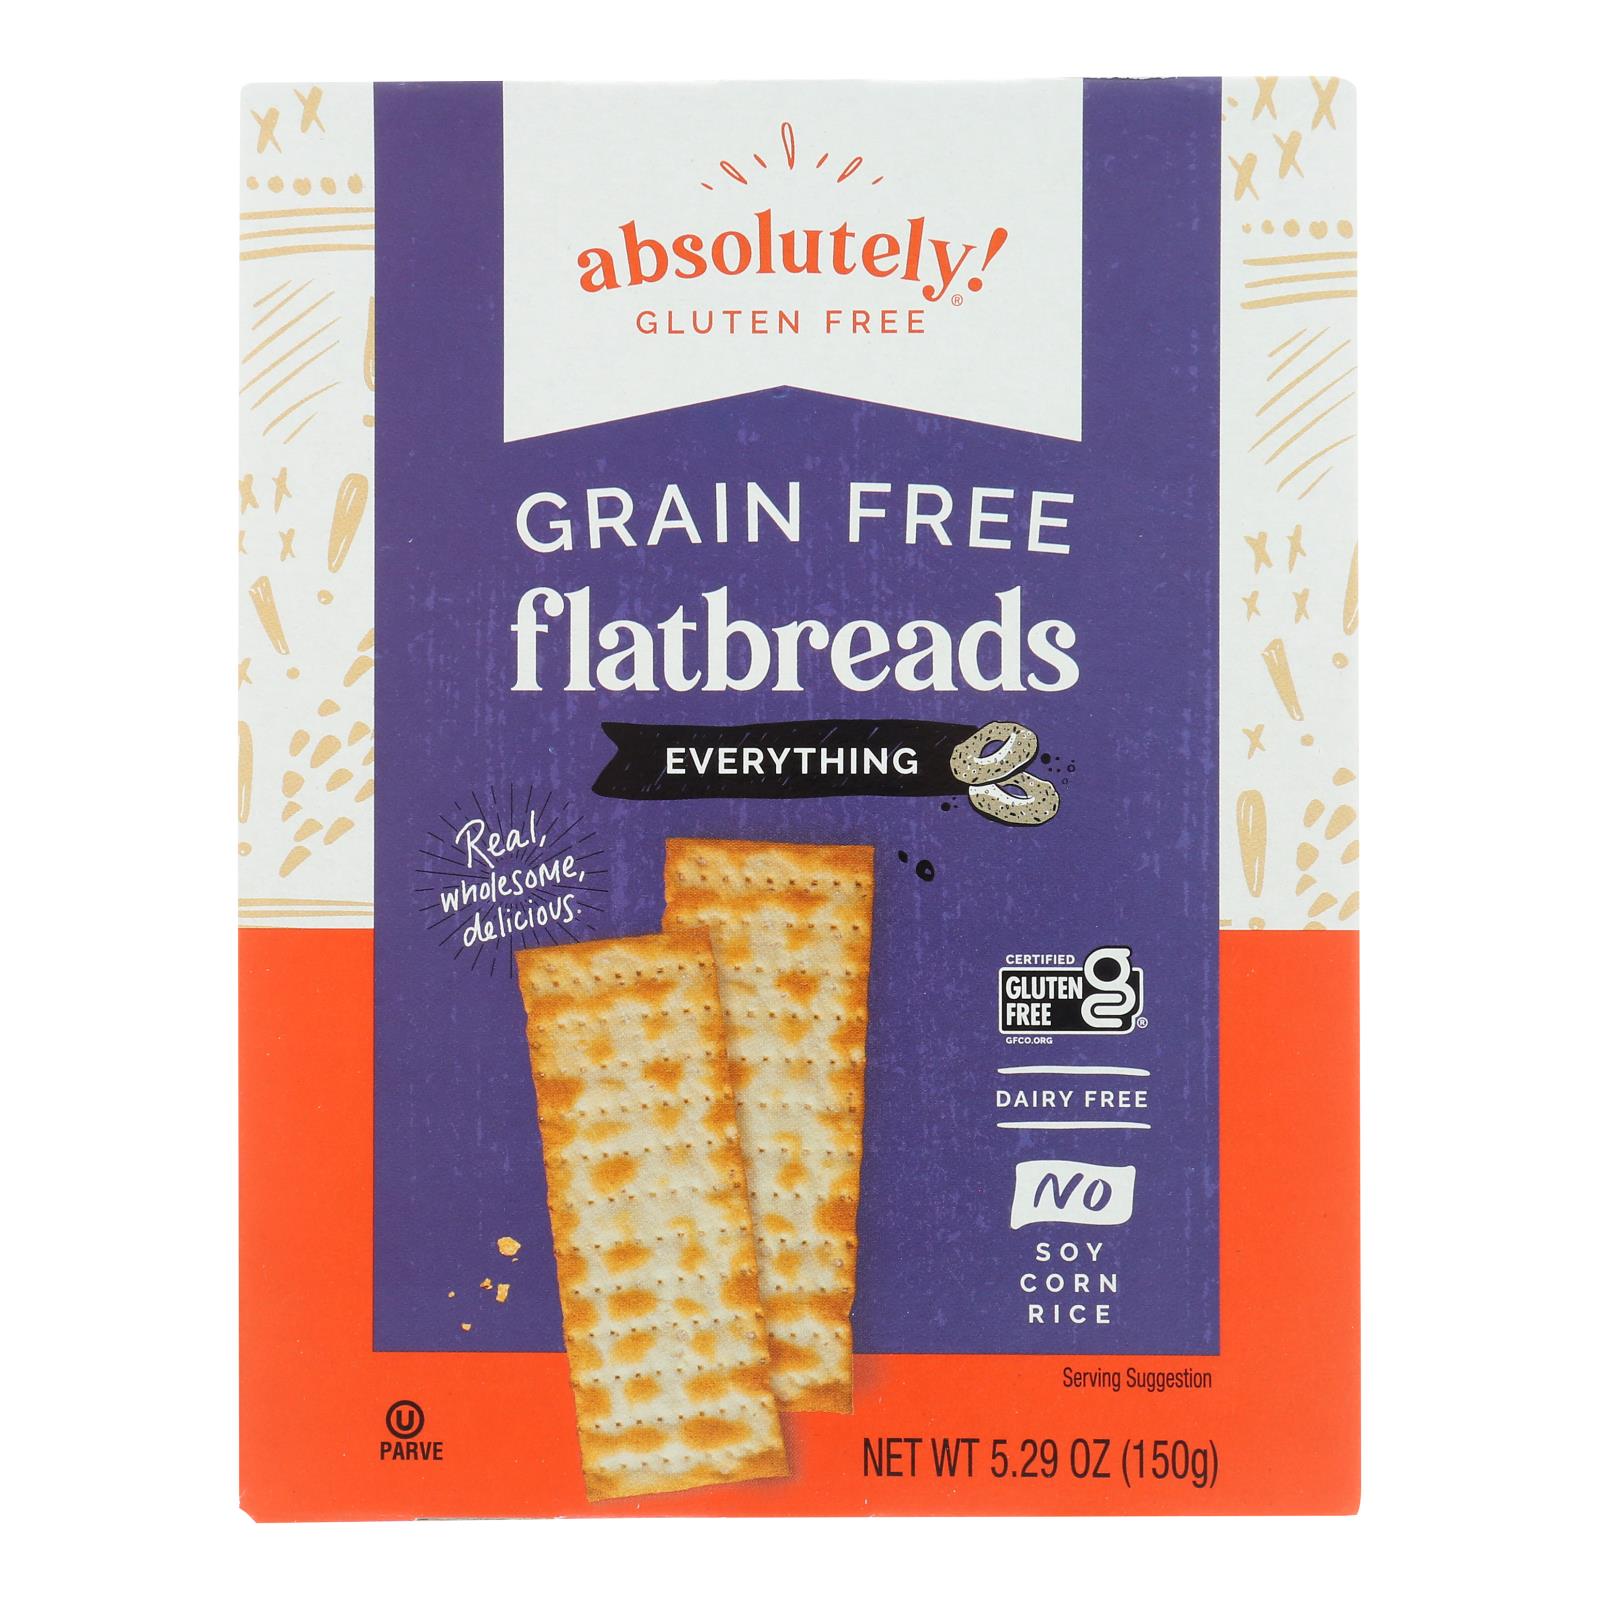 absolutely!®
GLUTEN FREE
GRAIN FREE
flatbreads
EVERYTHING
Real,
wholesome,
delicious.
CERTIFIED
GLUTEN
FREE
®
GFCO.ORG
DAIRY FREE
NO
SOY
CORN
RICE
Serving Suggestion
U
PARVE
NET WT 5.29 OZ (150g)